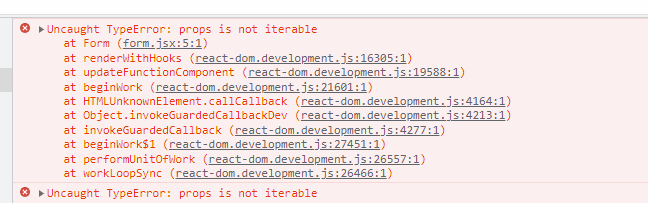 Uncaught TypeError: props is not iterable
at Form (form.jsx:5:1)
at renderWithHooks (react-dom.development.js:16305:1)
at updateFunctionComponent (react-dom.development.js:19588:1)
at beginWork (react-dom.development.js:21601:1)
at HTMLUnknownElement.callCallback (react-dom.development.js:4164:1)
at Object.invokeGuardedCallbackDev (react-dom.development.js:4213:1)
at invokeGuardedCallback (react-dom.development.js:4277:1)
at beginWork$1 (react-dom.development.js:27451:1)
at performUnitOfWork (react-dom.development.js:26557:1)
at workLoopSync (react-dom.development.js:26466:1)
Uncaught TypeError: props is not iterable